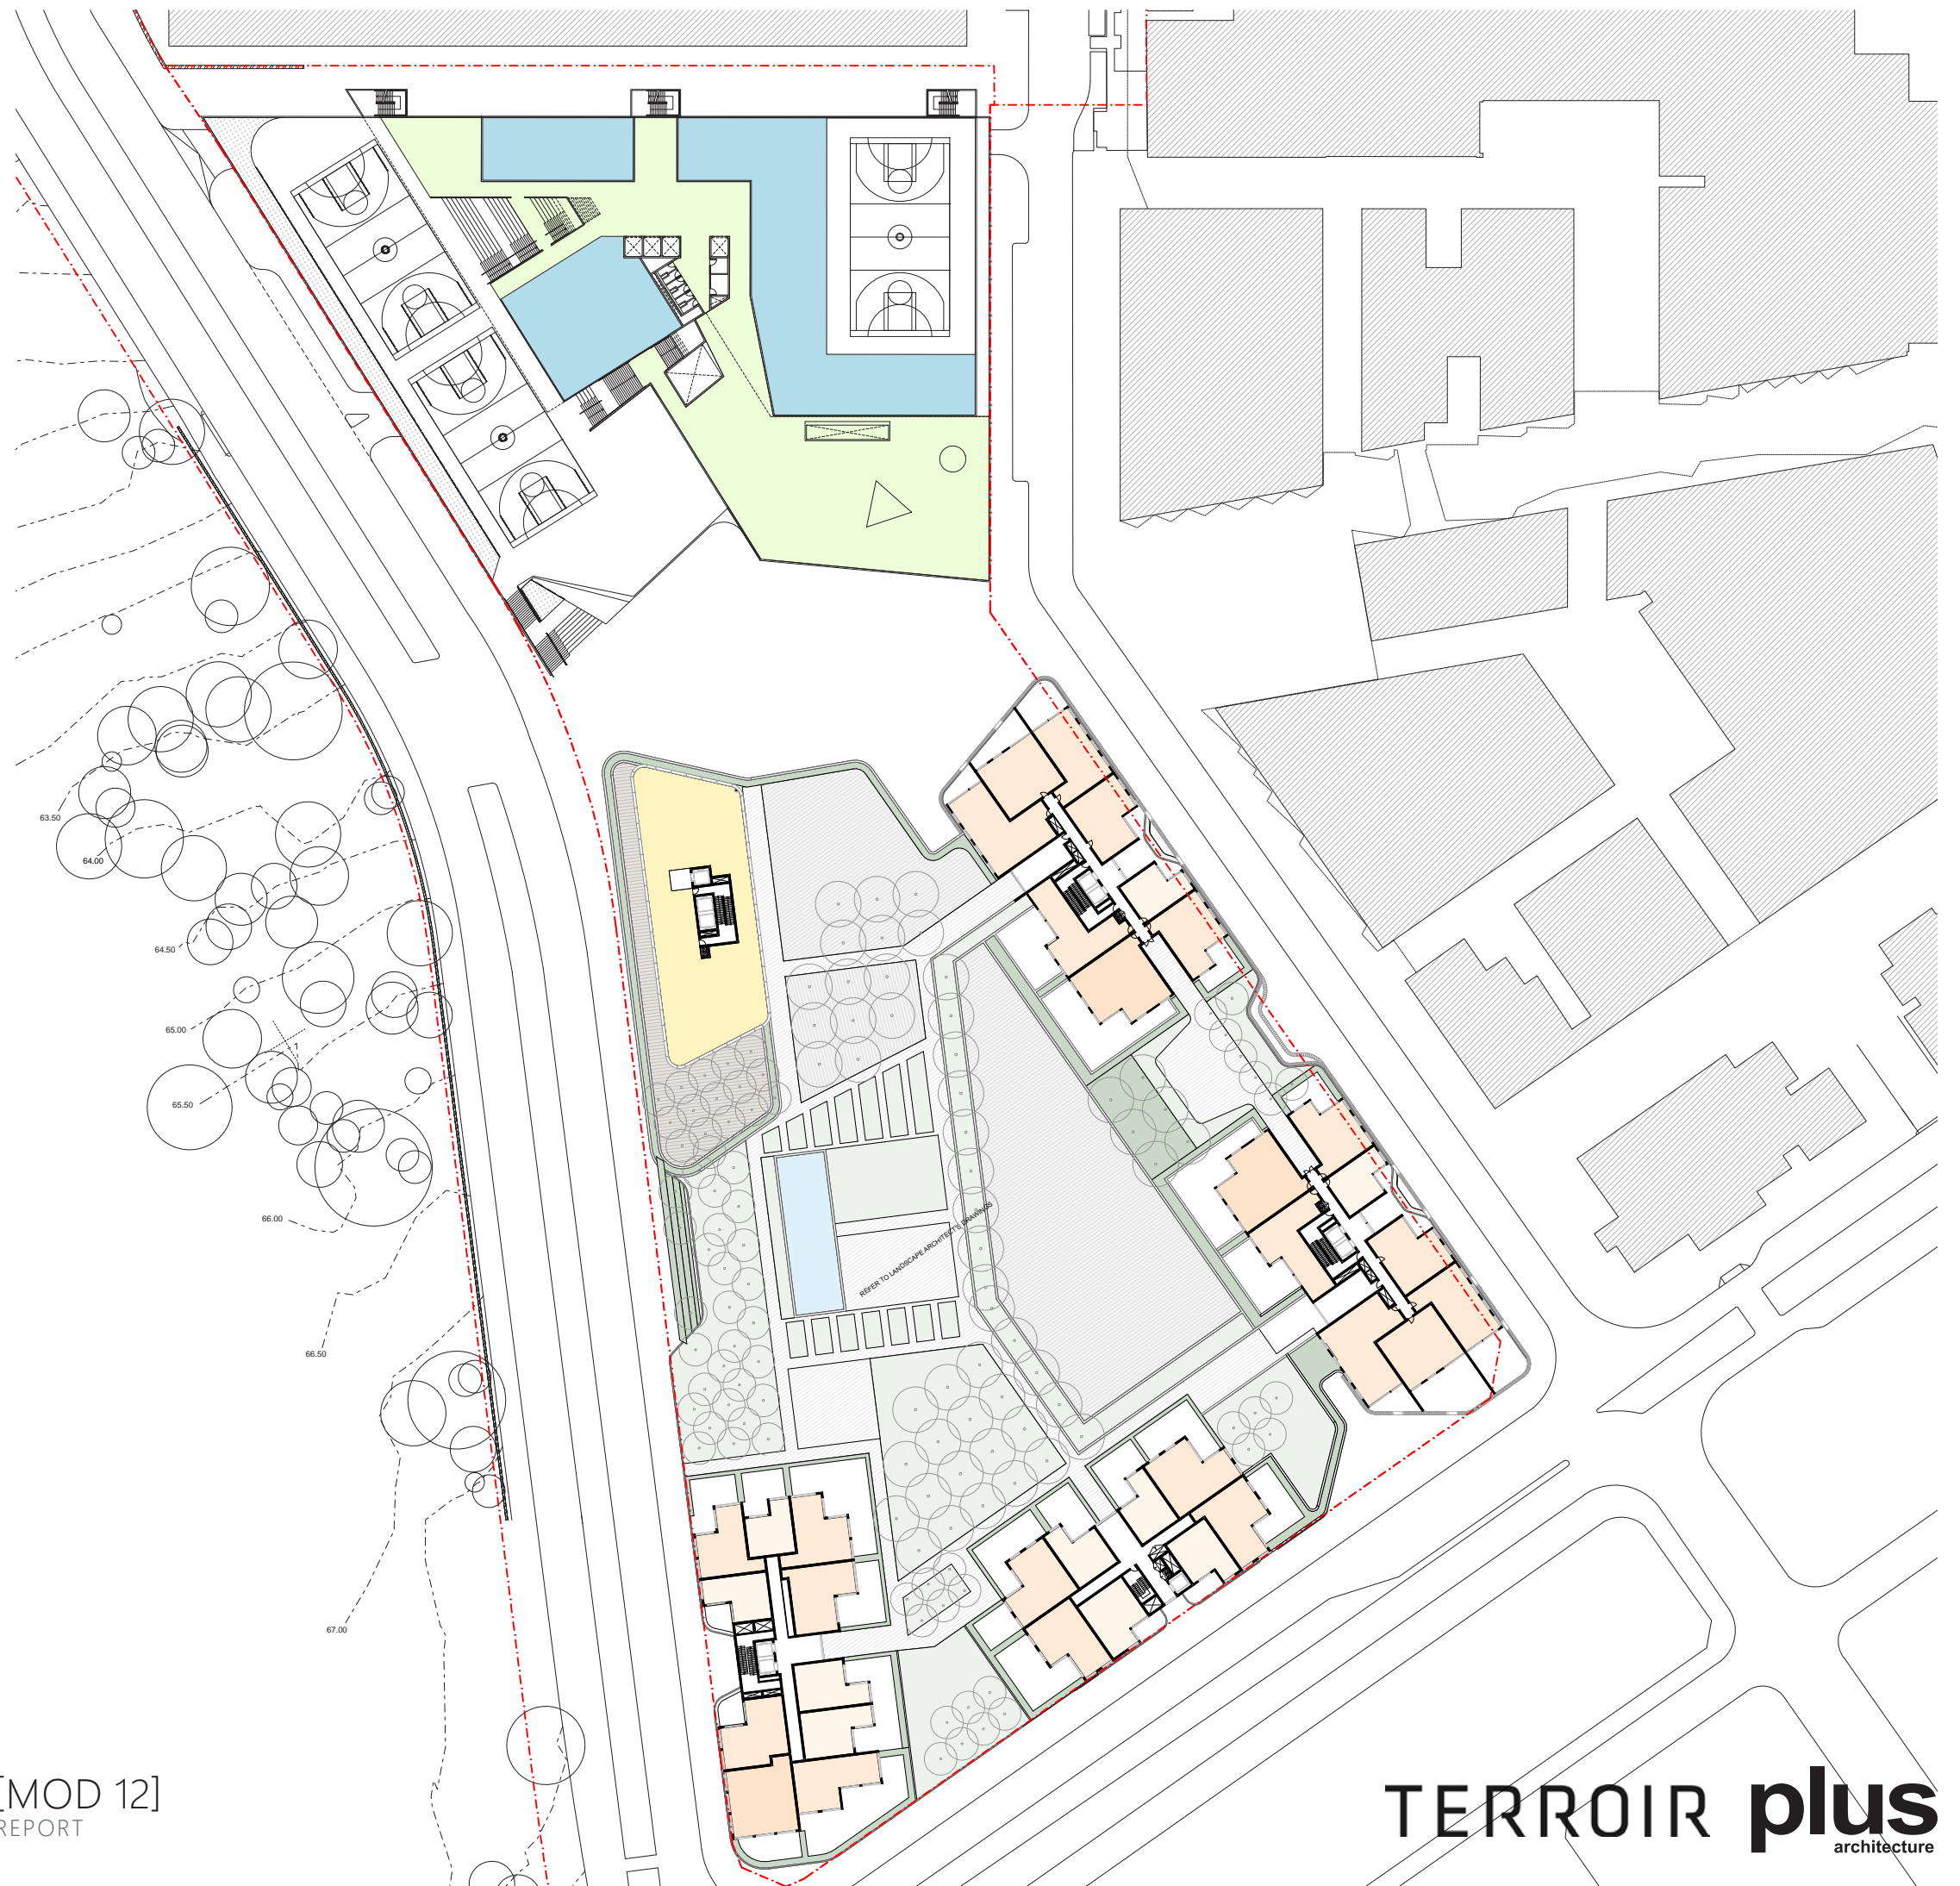 63.50
64.00
64.50
65.00
65.50
66.00
66.50
67.00
REFER TO LANDSCAPE ARCHITECT'S DRAWINGS
[MOD 12]
REPORT
TERROIR
plus
architecture